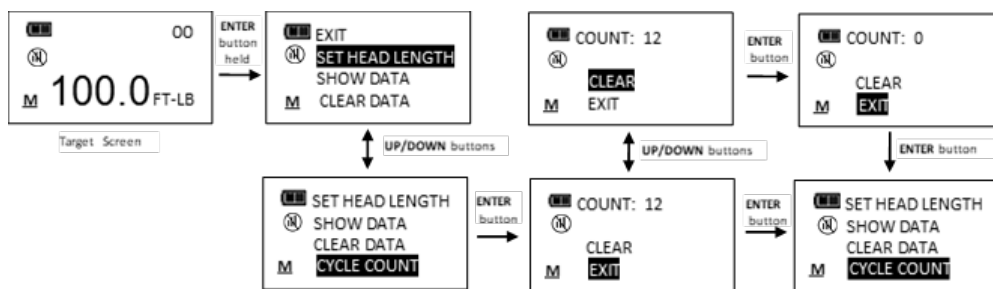 00
100.0 FT-LB
M
Target Screen
ENTER
button
held
EXIT
SET HEAD LENGTH
SHOW DATA
M CLEAR DATA
UP/DOWN buttons
SET HEAD LENGTH
SHOW DATA
CLEAR DATA
M CYCLE COUNT
ENTER
button
COUNT: 12
CLEAR
M EXIT
UP/DOWN buttons
COUNT: 12
CLEAR
M EXIT
ENTER
button
COUNT: 0
CLEAR
M EXIT
ENTER button
ENTER
button
SET HEAD LENGTH
SHOW DATA
CLEAR DATA
M CYCLE COUNT